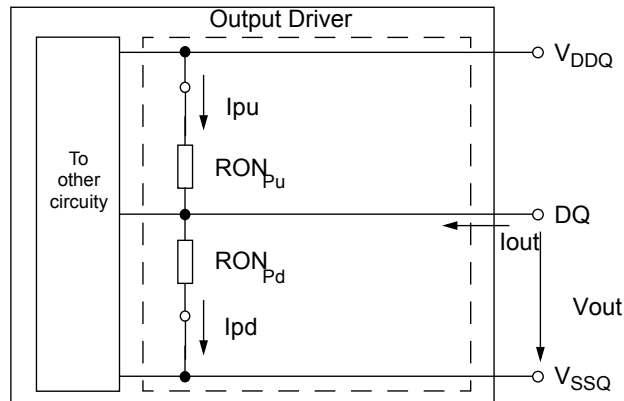 Output Driver
VDDQ
Ipu
To
other
circuity
RONPu
DQ
Iout
RONPd
Vout
Ipd
VSSQ